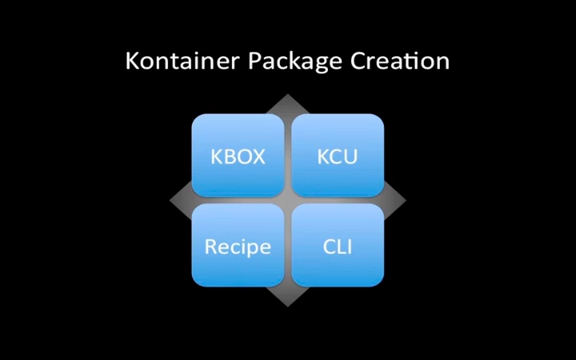 Kontainer Package Creation
KBOX
KCU
Recipe
CLI